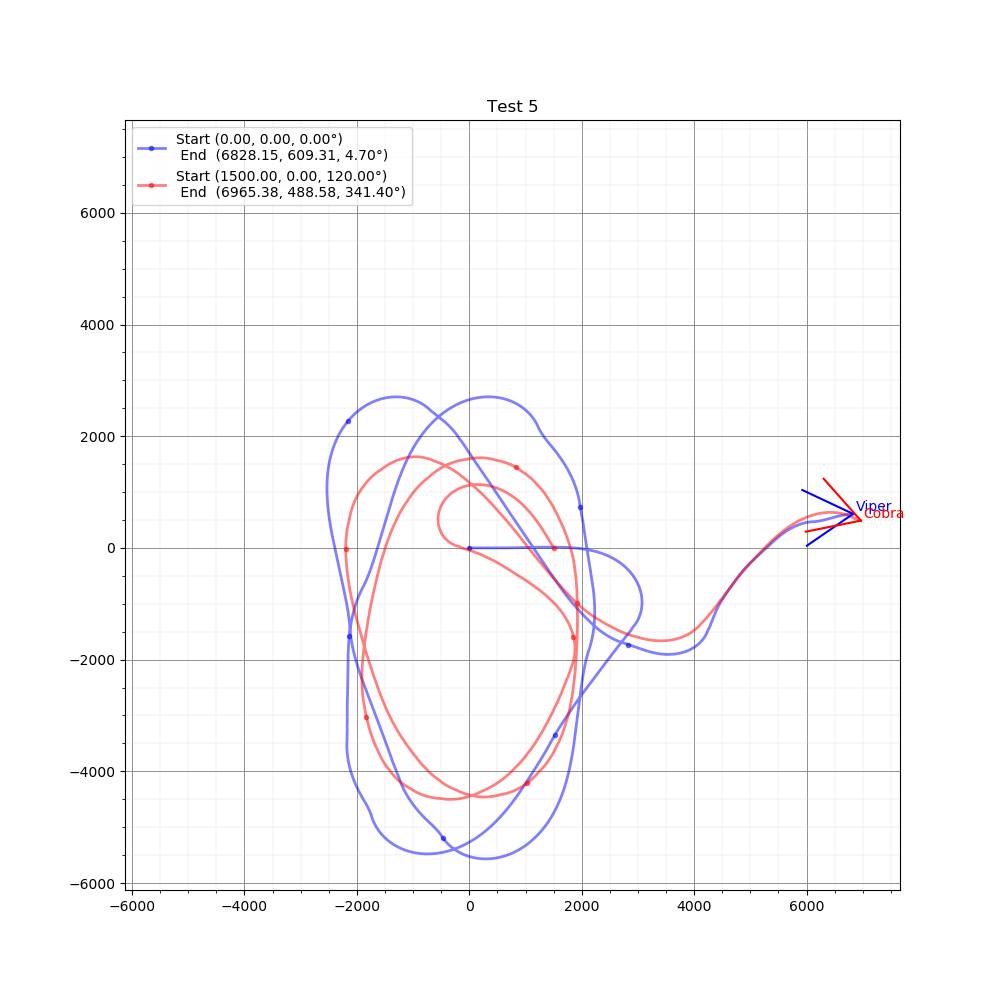 Test 5
Start (0.00, 0.00, 0.00°)
End (6828.15, 609.31, 4.70°)
Start (1500.00, 0.00, 120.00°)
End (6965.38, 488.58, 341.40°)
6000
4000
2000
0
−2000
−4000
−6000
Viper
Cobra
−6000 −4000 −2000 0 2000 4000 6000